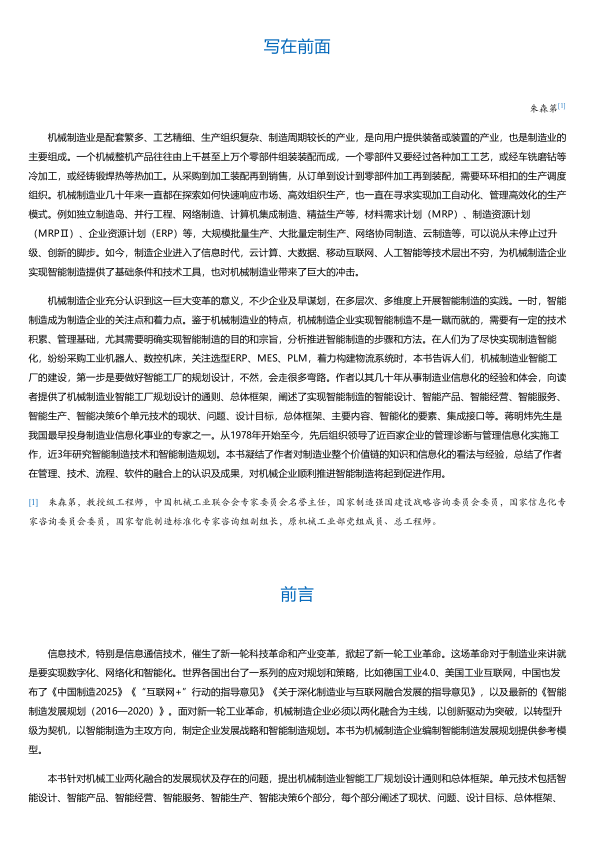 写在前面
朱森第[1]
机械制造业是配套繁多、工艺精细、生产组织复杂、制造周期较长的产业，是向用户提供装备或装置的产业，也是制造业的
主要组成。一个机械整机产品往往由上千甚至上万个零部件组装装配而成，一个零部件又要经过各种加工工艺，或经车铣磨钻等
冷加工，或经铸锻焊热等热加工。从采购到加工装配再到销售，从订单到设计到零部件加工再到装配，需要环环相扣的生产调度
组织。机械制造业几十年来一直都在探索如何快速响应市场、高效组织生产，也一直在寻求实现加工自动化、管理高效化的生产
模式。例如独立制造岛、并行工程、网络制造、计算机集成制造、精益生产等，材料需求计划（MRP）、制造资源计划
（MRPⅡ）、企业资源计划（ERP）等，大规模批量生产、大批量定制生产、网络协同制造、云制造等，可以说从未停止过升
级、创新的脚步。如今，制造企业进入了信息时代，云计算、大数据、移动互联网、人工智能等技术层出不穷，为机械制造企业
实现智能制造提供了基础条件和技术工具，也对机械制造业带来了巨大的冲击。
机械制造企业充分认识到这一巨大变革的意义，不少企业及早谋划，在多层次、多维度上开展智能制造的实践。一时，智能
制造成为制造企业的关注点和着力点。鉴于机械制造业的特点，机械制造企业实现智能制造不是一蹴而就的，需要有一定的技术
积累、管理基础，尤其需要明确实现智能制造的目的和宗旨，分析推进智能制造的步骤和方法。在人们为了尽快实现制造智能
化，纷纷采购工业机器人、数控机床，关注选型ERP、MES、PLM，着力构建物流系统时，本书告诉人们，机械制造业智能工
厂的建设，第一步是要做好智能工厂的规划设计，不然，会走很多弯路。作者以其几十年从事制造业信息化的经验和体会，向读
者提供了机械制造业智能工厂规划设计的通则、总体框架，阐述了实现智能制造的智能设计、智能产品、智能经营、智能服务、
智能生产、智能决策6个单元技术的现状、问题、设计目标，总体框架、主要内容、智能化的要素、集成接口等。蒋明炜先生是
我国最早投身制造业信息化事业的专家之一。从1978年开始至今，先后组织领导了近百家企业的管理诊断与管理信息化实施工
作，近3年研究智能制造技术和智能制造规划。本书凝结了作者对制造业整个价值链的知识和信息化的看法与经验，总结了作者
在管理、技术、流程、软件的融合上的认识及成果，对机械企业顺利推进智能制造将起到促进作用。
[1] 朱森第，教授级工程师，中国机械工业联合会专家委员会名誉主任，国家制造强国建设战略咨询委员会委员，国家信息化专
家咨询委员会委员，国家智能制造标准化专家咨询组副组长，原机械工业部党组成员、总工程师。
前言
信息技术，特别是信息通信技术，催生了新一轮科技革命和产业变革，掀起了新一轮工业革命。这场革命对于制造业来讲就
是要实现数字化、网络化和智能化。世界各国出台了一系列的应对规划和策略，比如德国工业4.0、美国工业互联网，中国也发
布了《中国制造2025》《“互联网+”行动的指导意见》《关于深化制造业与互联网融合发展的指导意见》，以及最新的《智能
制造发展规划（2016—2020）》。面对新一轮工业革命，机械制造企业必须以两化融合为主线，以创新驱动为突破，以转型升
级为契机，以智能制造为主攻方向，制定企业发展战略和智能制造规划。本书为机械制造企业编制智能制造发展规划提供参考模
型。
本书针对机械工业两化融合的发展现状及存在的问题，提出机械制造业智能工厂规划设计通则和总体框架。单元技术包括智
能设计、智能产品、智能经营、智能服务、智能生产、智能决策6个部分，每个部分阐述了现状、问题、设计目标、总体框架、